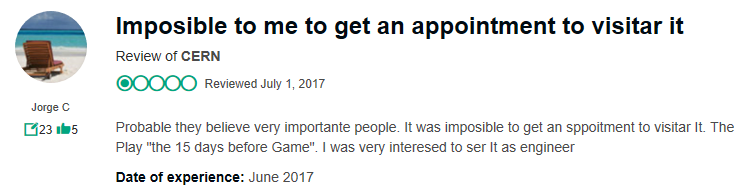 Imposible to me to get an appointment to visitar it
Review of CERN
Reviewed July 1, 2017
Jorge C
23 5
Probable they believe very importante people. It was imposible to get an sppoitment to visitar It. The
Play "the 15 days before Game". I was very interesed to ser It as engineer
Date of experience: June 2017